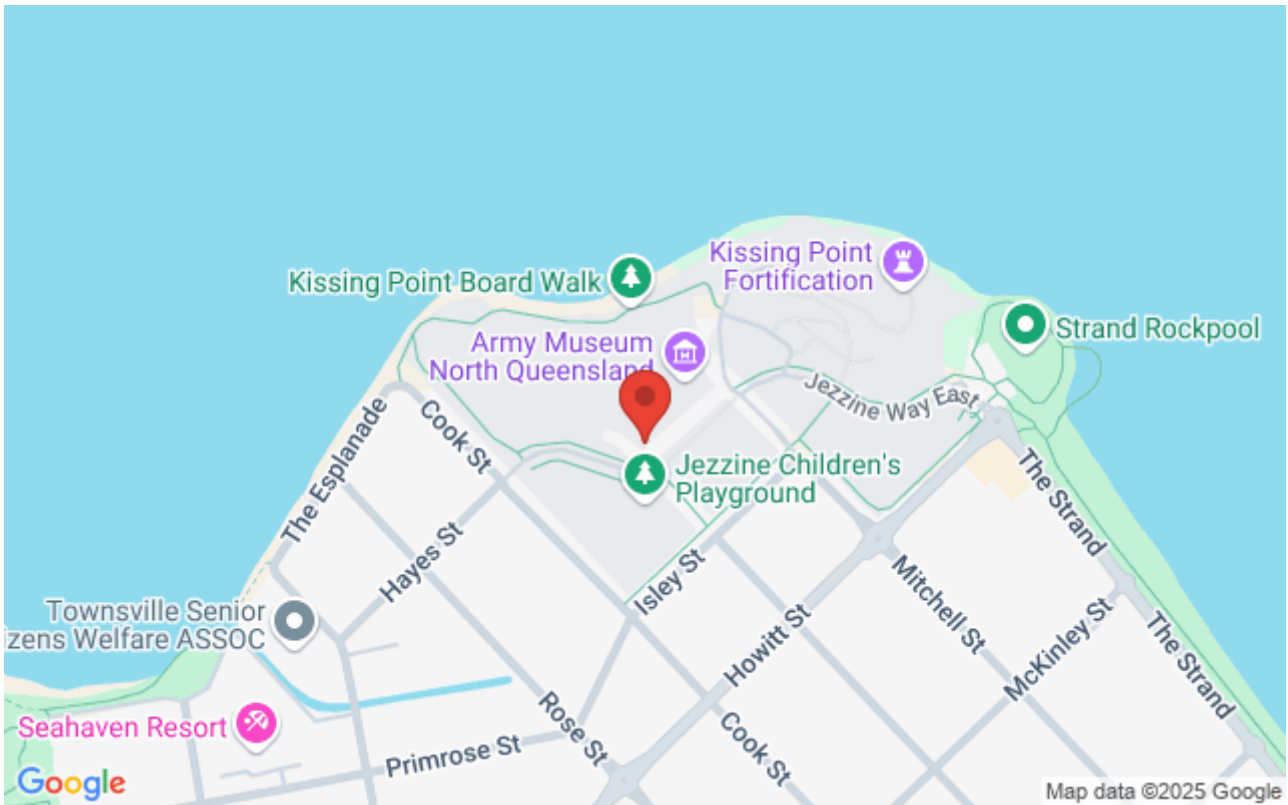 Kissing Point
Fortification
Kissing Point Board Walk
Strand Rockpool
Army Museum
North Queensland
Jezzine Way East
The Esplanade
Cook St
Jezzine Children's
Playground
The Strand
Hayes St
Isley St
Mitchell St
Townsville Senior
izens Welfare ASSOC
Howitt St
McKinley St
The Strand
Rose St
Cook St
Seahaven Resort
Primrose St
Google
Map data ©2025 Google